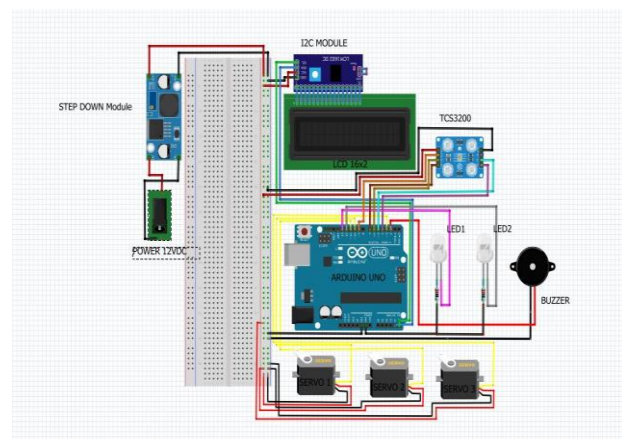 I2C MODULE
STEP DOWN Module
TCS3200
LCD 16x2
LED1
LED2
POWER 12VDC
UNO
ARDUINO UNO
BUZZER
SERVO 1
SERVO 2
SERVO 3